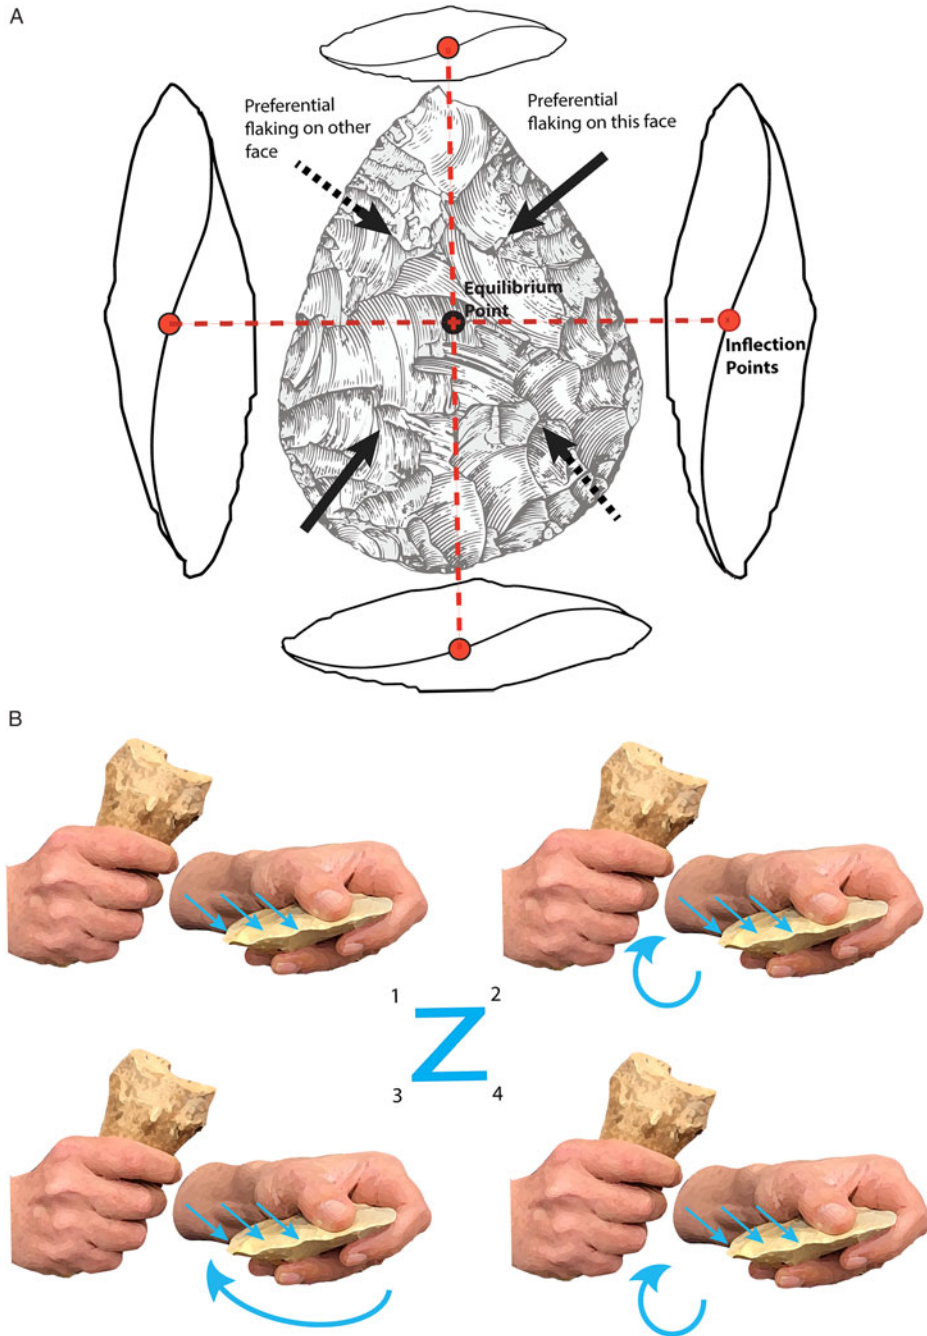 A
Preferential
flaking on other
face
Preferential
flaking on this face
Equilibrium
Point
Inflection
Points
B
1
2
Z
3
4